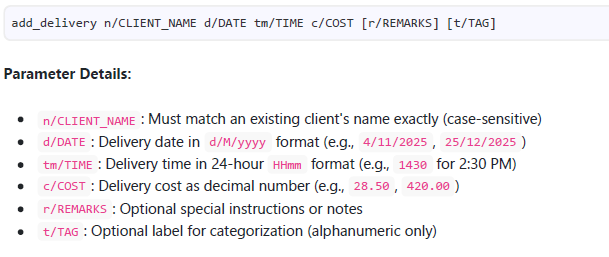 add_delivery n/CLIENT_NAME d/DATE tm/TIME c/COST [r/REMARKS] [t/TAG]
Parameter Details:
• n/CLIENT_NAME : Must match an existing client's name exactly (case-sensitive)
• d/DATE : Delivery date in d/M/yyyy format (e.g., 4/11/2025 , 25/12/2025 )
• tm/TIME : Delivery time in 24-hour HHmm format (e.g., 1430 for 2:30 PM)
• c/COST : Delivery cost as decimal number (e.g., 28.50 , 420.00 )
• r/REMARKS : Optional special instructions or notes
• t/TAG : Optional label for categorization (alphanumeric only)